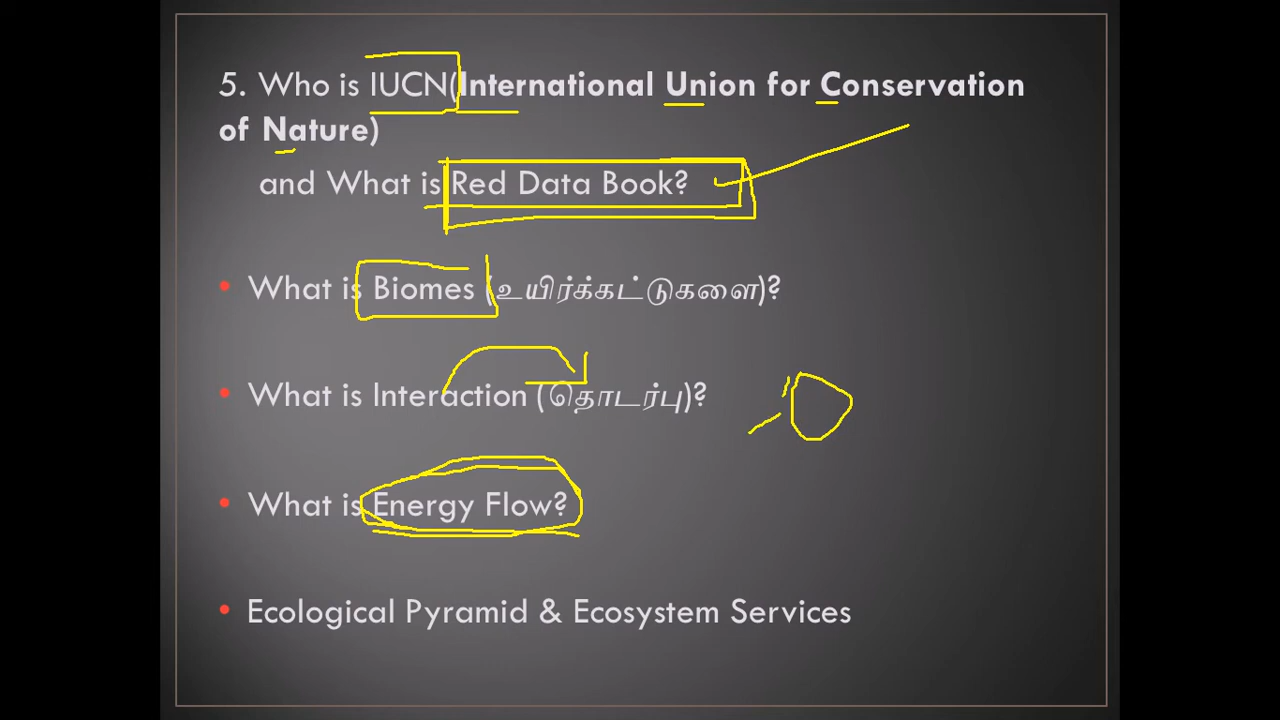 5. Who is IUCN(International Union for Conservation
of Nature)
and What is Red Data Book?
• What is Biomes (உயிர்க்கட்டுகளை)?
• What is Interaction (தொடர்பு)?
• What is Energy Flow?
• Ecological Pyramid & Ecosystem Services